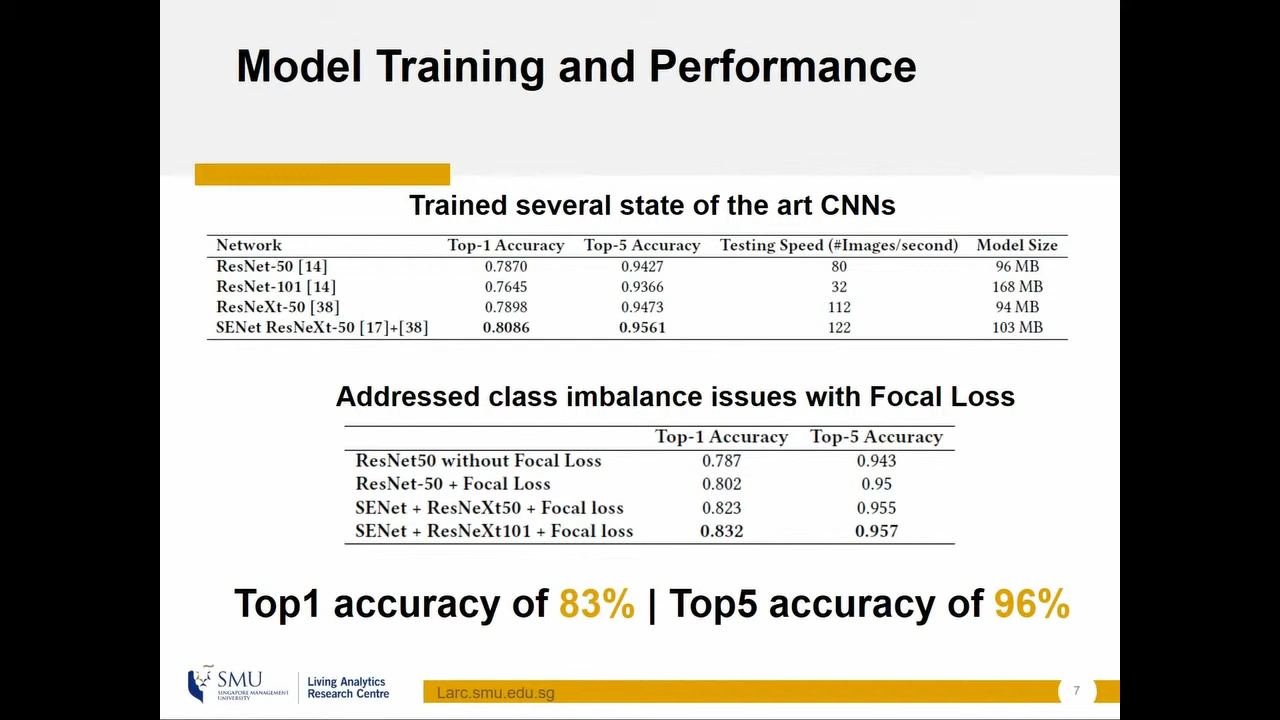 Model Training and Performance
Trained several state of the art CNNs
Network Top-1 Accuracy Top-5 Accuracy Testing Speed (#Images/second) Model Size
ResNet-50 [14] 0.7870 0.9427 80 96 MB
ResNet-101 [14] 0.7645 0.9366 32 168 MB
ResNeXt-50 [38] 0.7898 0.9473 112 94 MB
SENet ResNeXt-50 [17]+[38] 0.8086 0.9561 122 103 MB
Addressed class imbalance issues with Focal Loss
Top-1 Accuracy Top-5 Accuracy
ResNet50 without Focal Loss 0.787 0.943
ResNet-50 + Focal Loss 0.802 0.95
SENet + ResNeXt50 + Focal loss 0.823 0.955
SENet + ResNeXt101 + Focal loss 0.832 0.957
Top1 accuracy of 83% | Top5 accuracy of 96%
SMU
SINGAPORE MANAGEMENT
UNIVERSITY
Living Analytics
Research Centre
Larc.smu.edu.sg
7